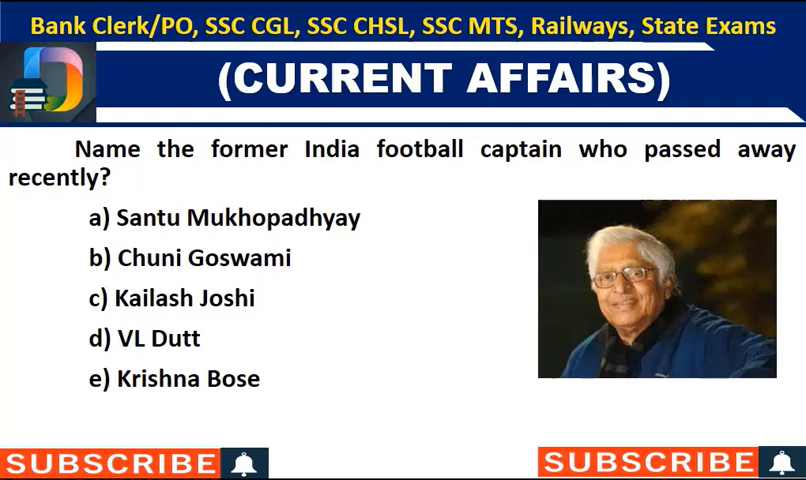 Bank Clerk/PO, SSC CGL, SSC CHSL, SSC MTS, Railways, State Exams
(CURRENT AFFAIRS)
Name the former India football captain who passed away
recently?
a) Santu Mukhopadhyay
b) Chuni Goswami
c) Kailash Joshi
d) VL Dutt
e) Krishna Bose
SUBSCRIBE
SUBSCRIBE